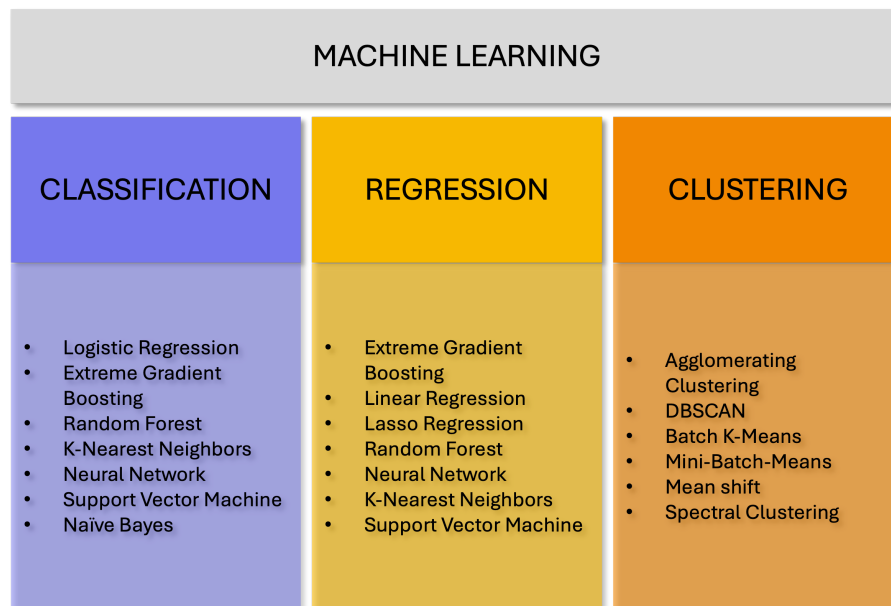 MACHINE LEARNING
CLASSIFICATION
• Logistic Regression
• Extreme Gradient
Boosting
• Random Forest
• K-Nearest Neighbors
• Neural Network
• Support Vector Machine
• Naïve Bayes
REGRESSION
• Extreme Gradient
Boosting
• Linear Regression
• Lasso Regression
• Random Forest
• Neural Network
• K-Nearest Neighbors
• Support Vector Machine
CLUSTERING
• Agglomerating
Clustering
• DBSCAN
• Batch K-Means
• Mini-Batch-Means
• Mean shift
• Spectral Clustering